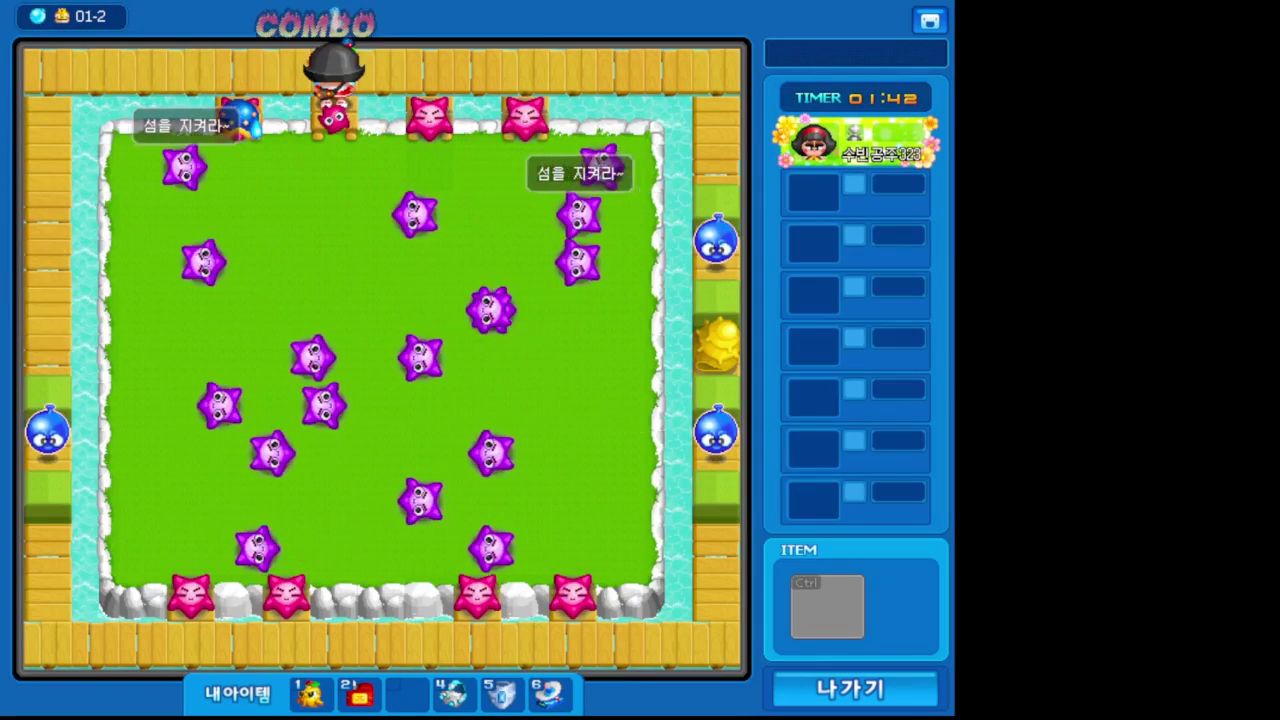 01-2
COMBO
TIMER 01:42
섬을 지켜라~
수빈공주323
섬을 지켜라~
ITEM
Ctrl
내아이템
1
2
4
5
6
나가기